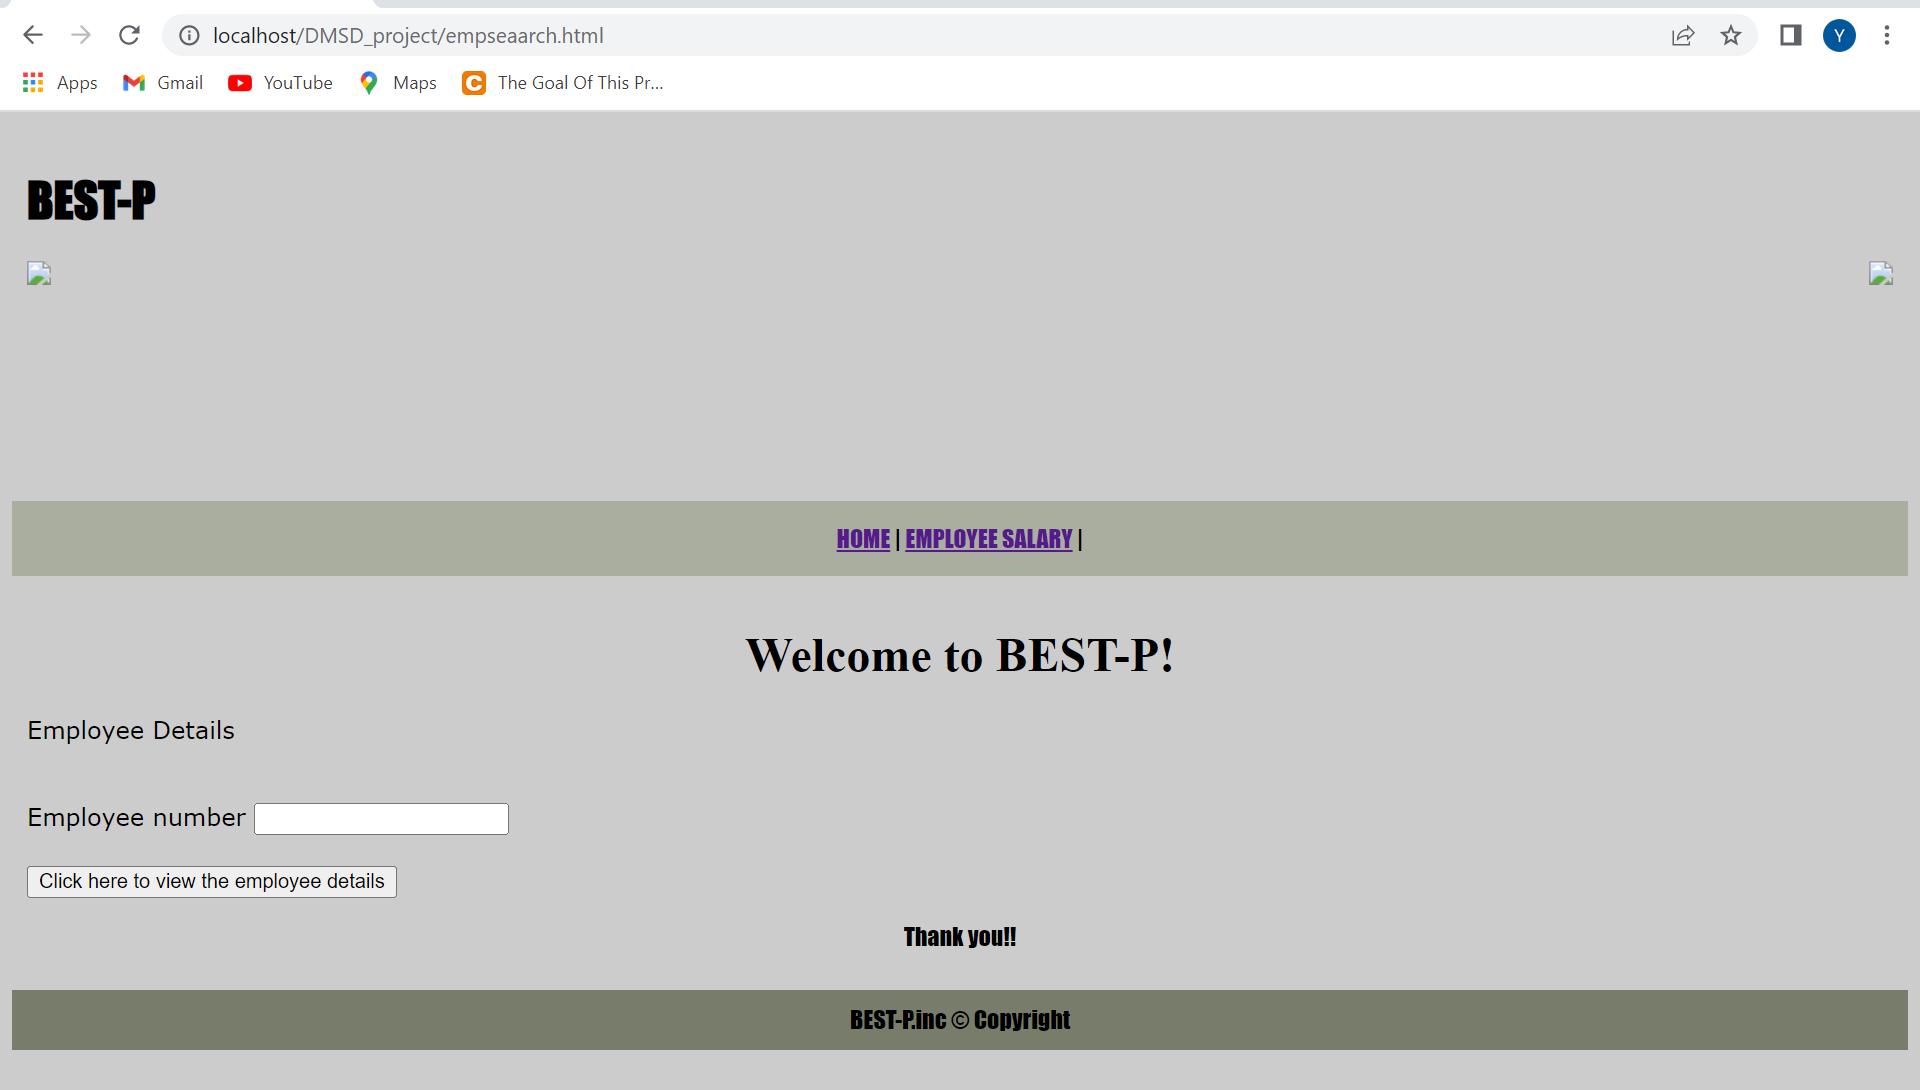 localhost/DMSD_project/empseaarch.html
Y
Apps Gmail YouTube Maps C The Goal Of This Pr...
BEST-P
HOME | EMPLOYEE SALARY |
Welcome to BEST-P!
Employee Details
Employee number
Click here to view the employee details
Thank you!!
BEST-P.inc © Copyright